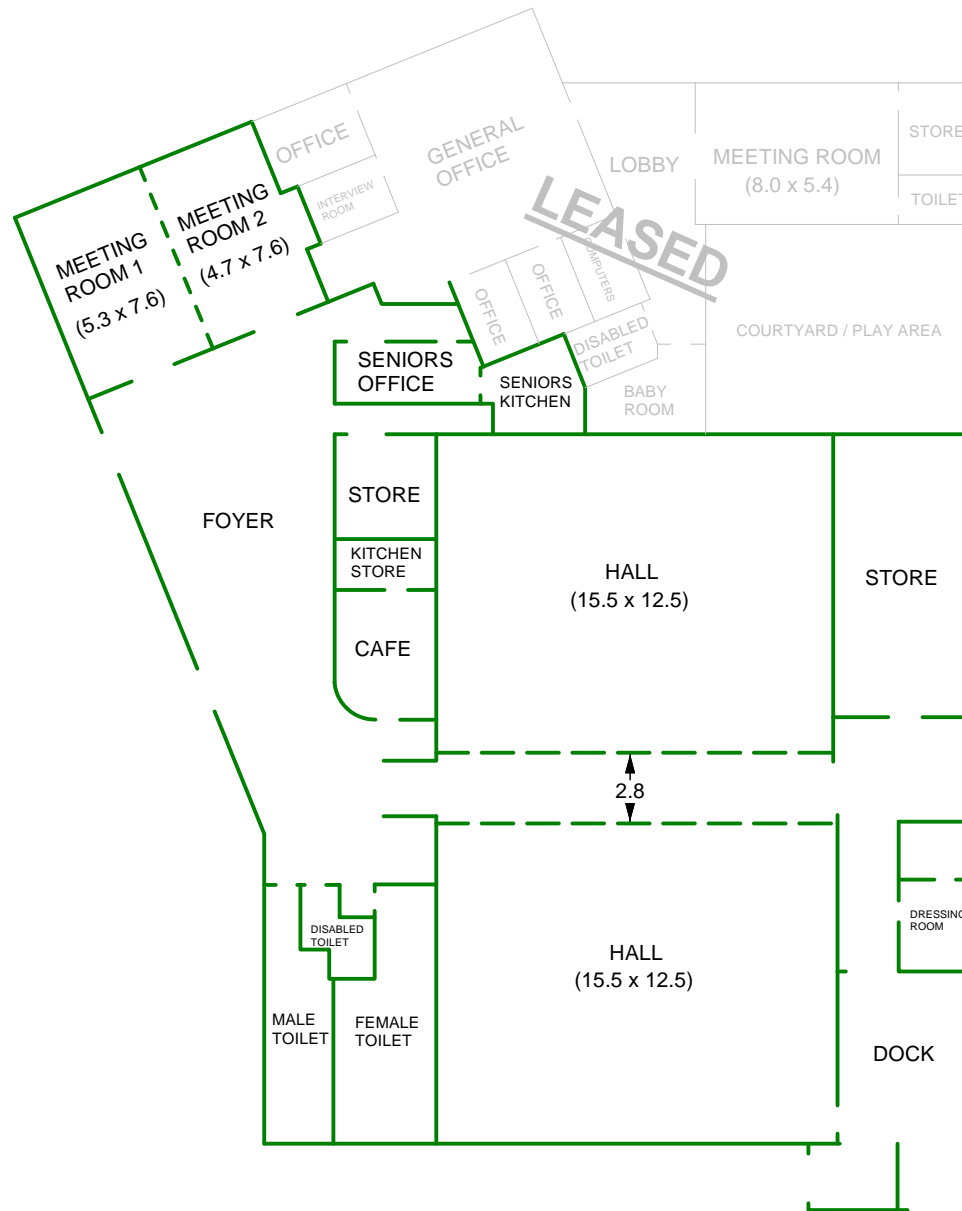 OFFICE
GENERAL
OFFICE
INTERVIEW
ROOM
LOBBY
MEETING ROOM
(8.0 x 5.4)
STORE
TOILET
LEASED
MEETING
ROOM 1
(5.3 x 7.6)
MEETING
ROOM 2
(4.7 x 7.6)
OFFICE
OFFICE
COMPUTERS
DISABLED
TOILET
COURTYARD / PLAY AREA
SENIORS
OFFICE
SENIORS
KITCHEN
BABY
ROOM
FOYER
STORE
KITCHEN
STORE
CAFE
HALL
(15.5 x 12.5)
STORE
2.8
DISABLED
TOILET
HALL
(15.5 x 12.5)
DRESSING
ROOM
MALE
TOILET
FEMALE
TOILET
DOCK